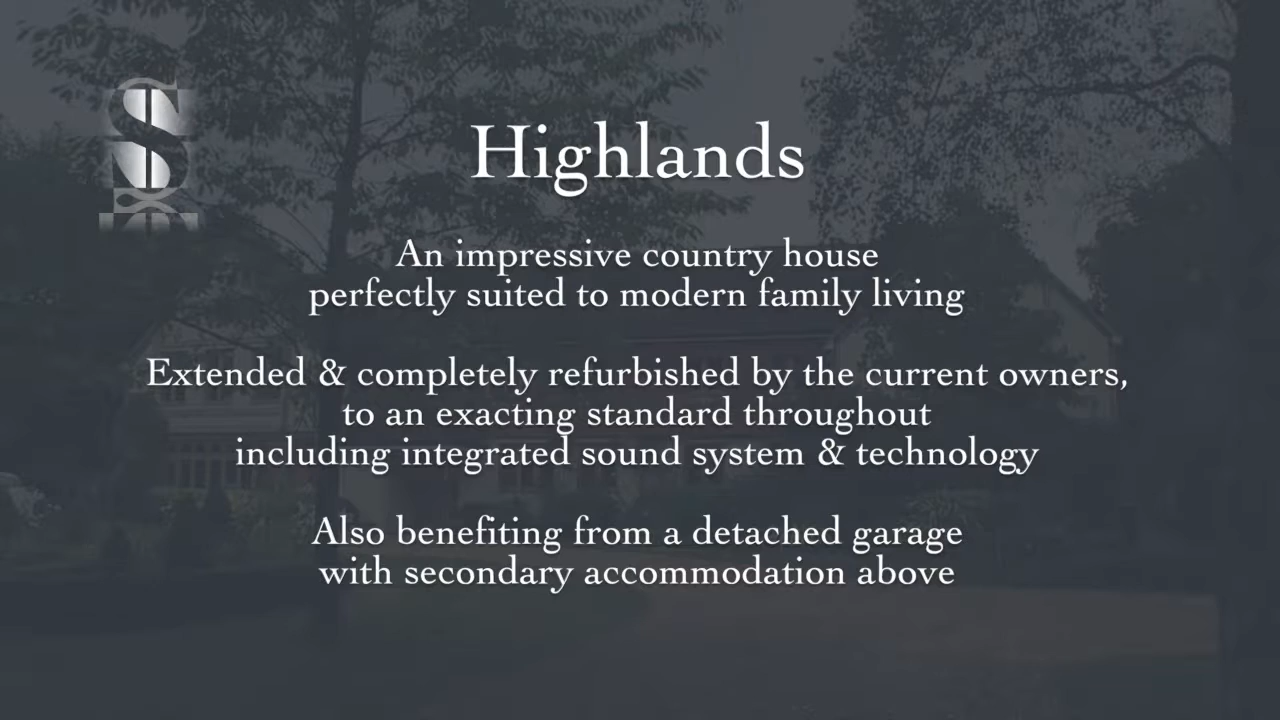 Highlands
An impressive country house
perfectly suited to modern family living
Extended & completely refurbished by the current owners,
to an exacting standard throughout
including integrated sound system & technology
Also benefiting from a detached garage
with secondary accommodation above